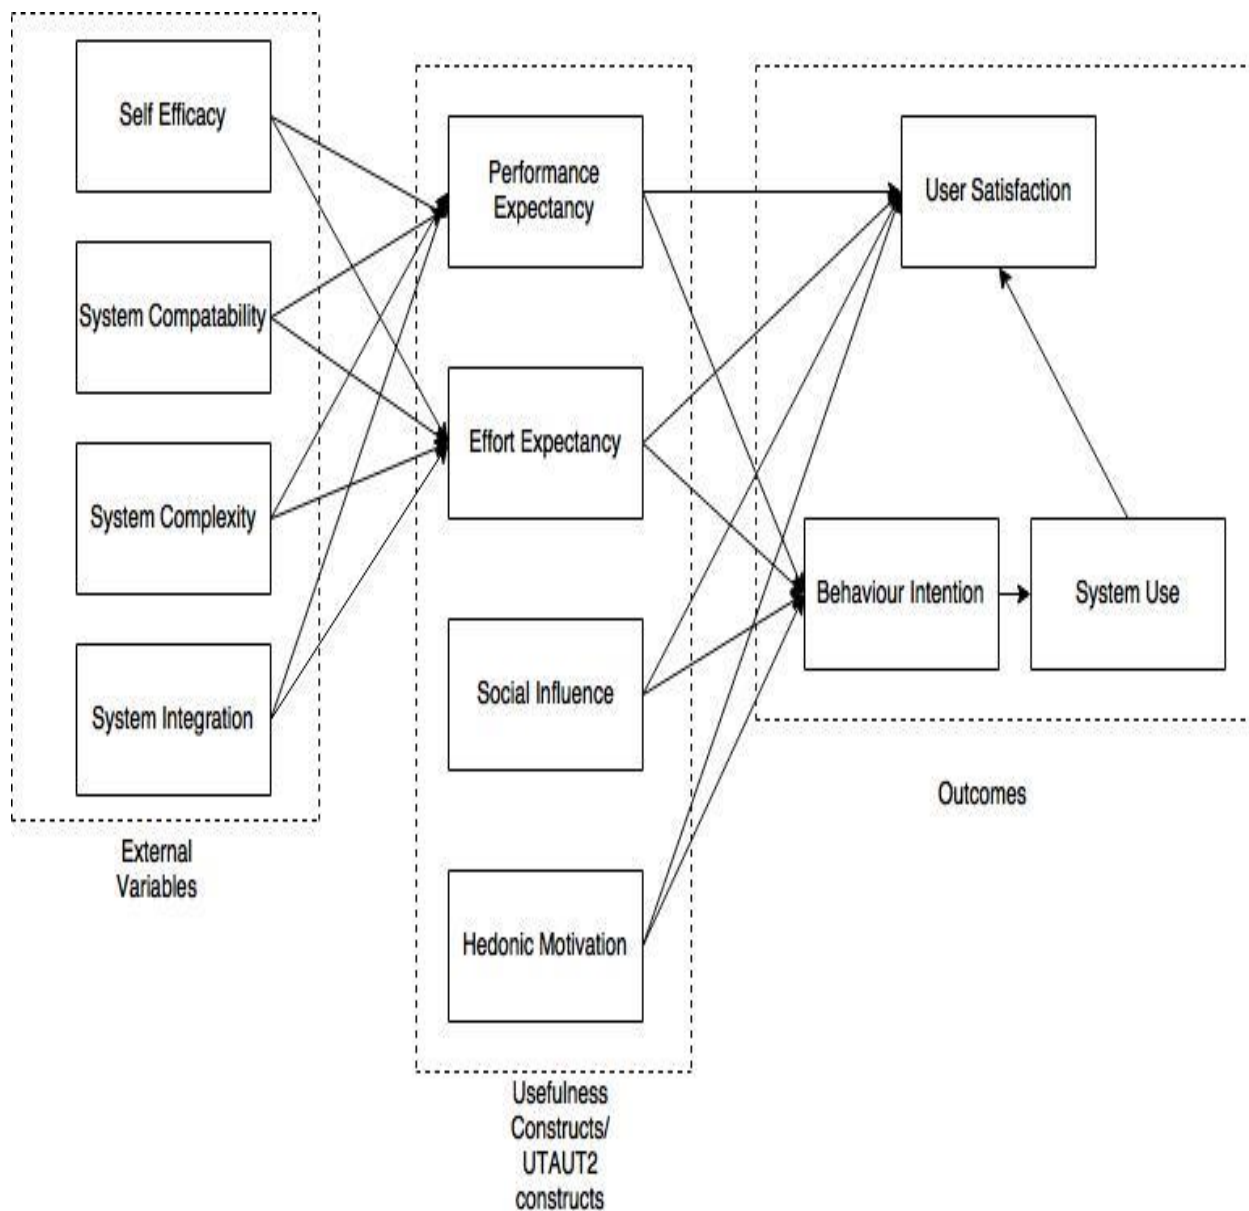 Self Efficacy
System Compatability
System Complexity
System Integration
External
Variables
Performance
Expectancy
Effort Expectancy
Social Influence
Hedonic Motivation
Usefulness
Constructs/
UTAUT2
constructs
User Satisfaction
Behaviour Intention
System Use
Outcomes